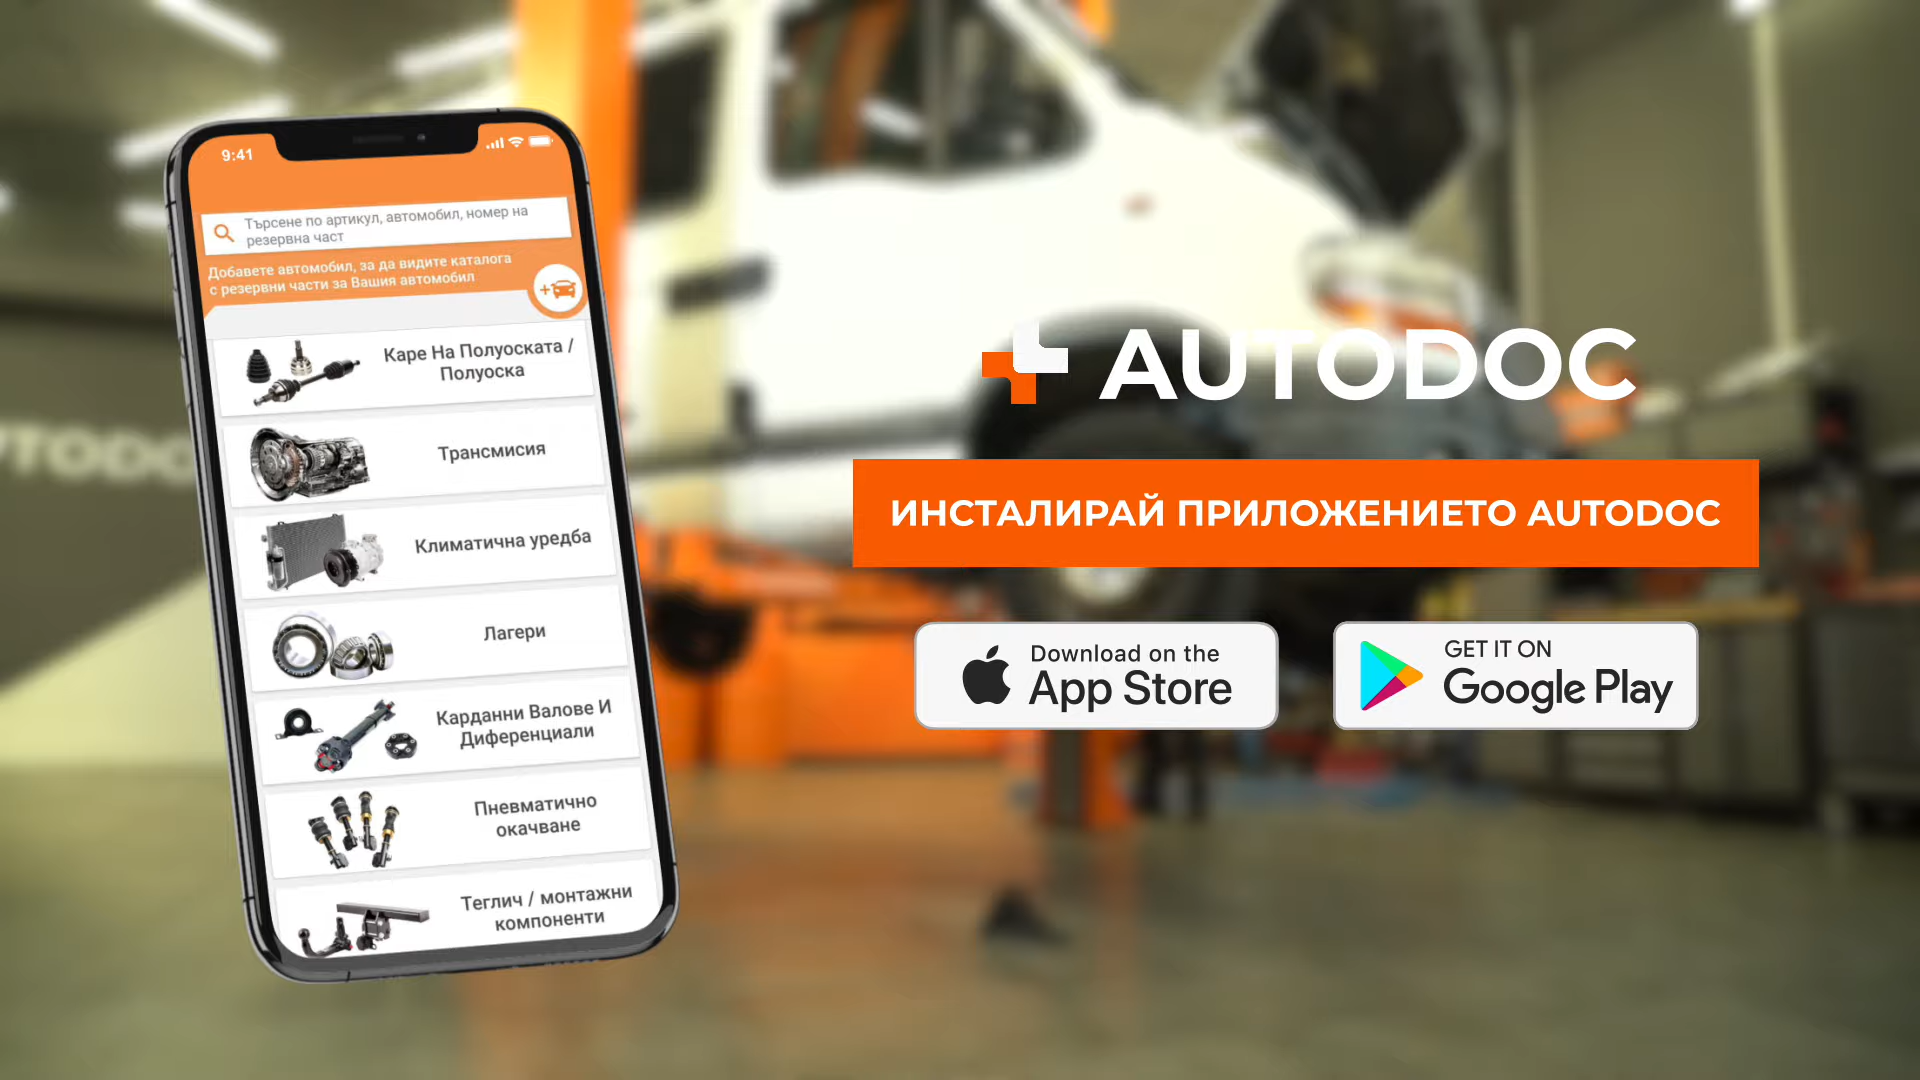 9:41
Търсене по артикул, автомобил, номер на
резервна част
Добавете автомобил, за да видите каталога
с резервни части за Вашия автомобил
Каре На Полуоската /
Полуоска
Трансмисия
Климатична уредба
Лагери
Карданни Валове И
Диференциали
Пневматично
окачване
Теглич / монтажни
компоненти
AUTODOC
ИНСТАЛИРАЙ ПРИЛОЖЕНИЕТО AUTODOC
Download on the
App Store
GET IT ON
Google Play
UTODO